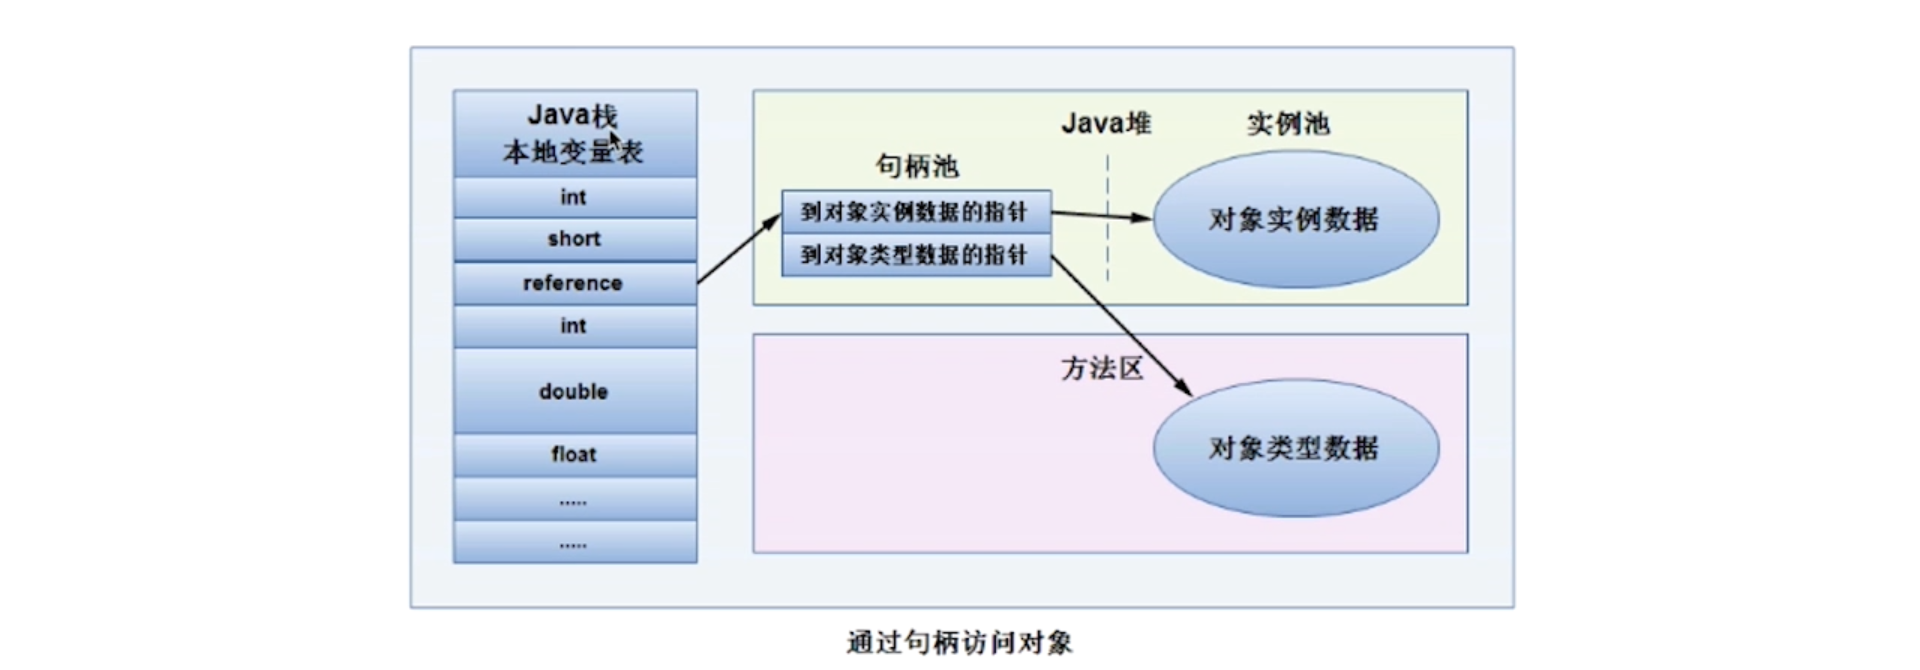 Java栈
本地变量表
int
short
reference
int
double
float
.....
.....
Java堆
实例池
句柄池
到对象实例数据的指针
到对象类型数据的指针
对象实例数据
方法区
对象类型数据
通过句柄访问对象